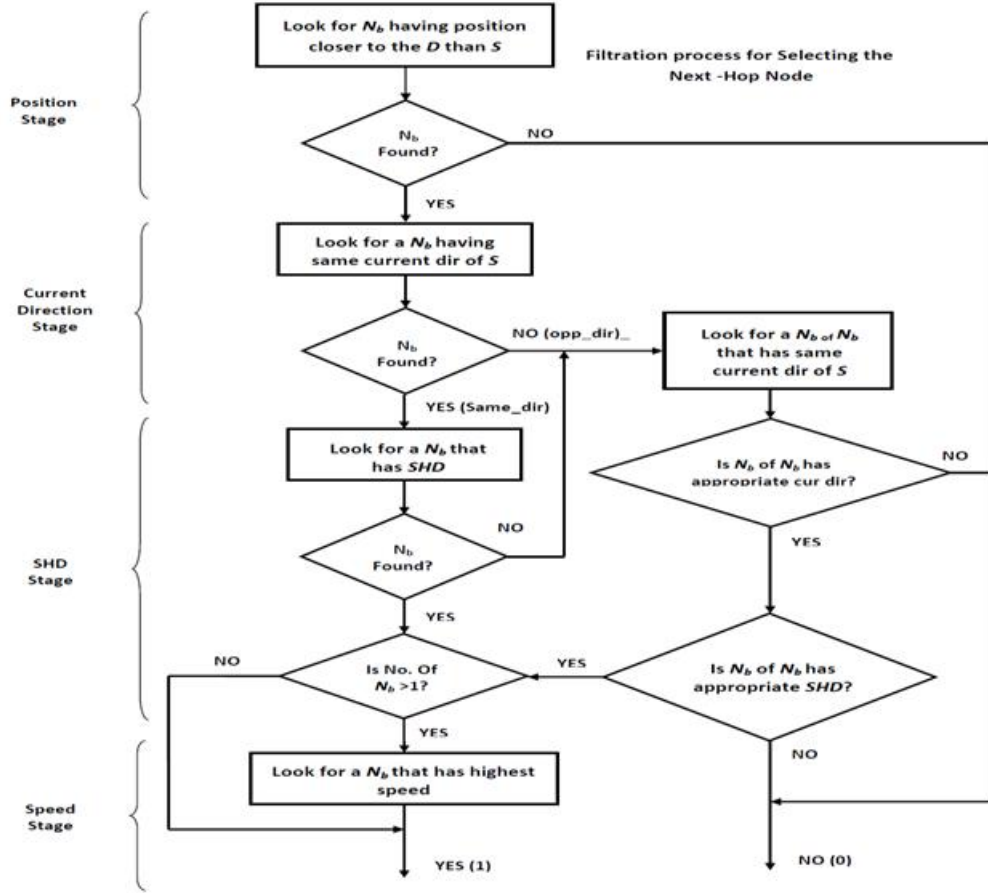 Look for a Nb having position
closer to the D than S
Filtration process for Selecting the
Next -Hop Node
Position
Stage
Nb
Found?
NO
YES
Look for a Nb having
same current dir of S
Current
Direction
Stage
Nb
Found?
NO (opp_dir)_
Look for a Nb of Nb
that has same
current dir of S
YES (Same_dir)
Look for a Nb that
has SHD
Is Nb of Nb has
appropriate cur dir?
NO
YES
SHD
Stage
Nb
Found?
NO
YES
Is No. Of
Nb >1?
NO
YES
Is Nb of Nb has
appropriate SHD?
YES
NO
Look for a Nb that has highest
speed
Speed
Stage
YES (1)
NO (0)